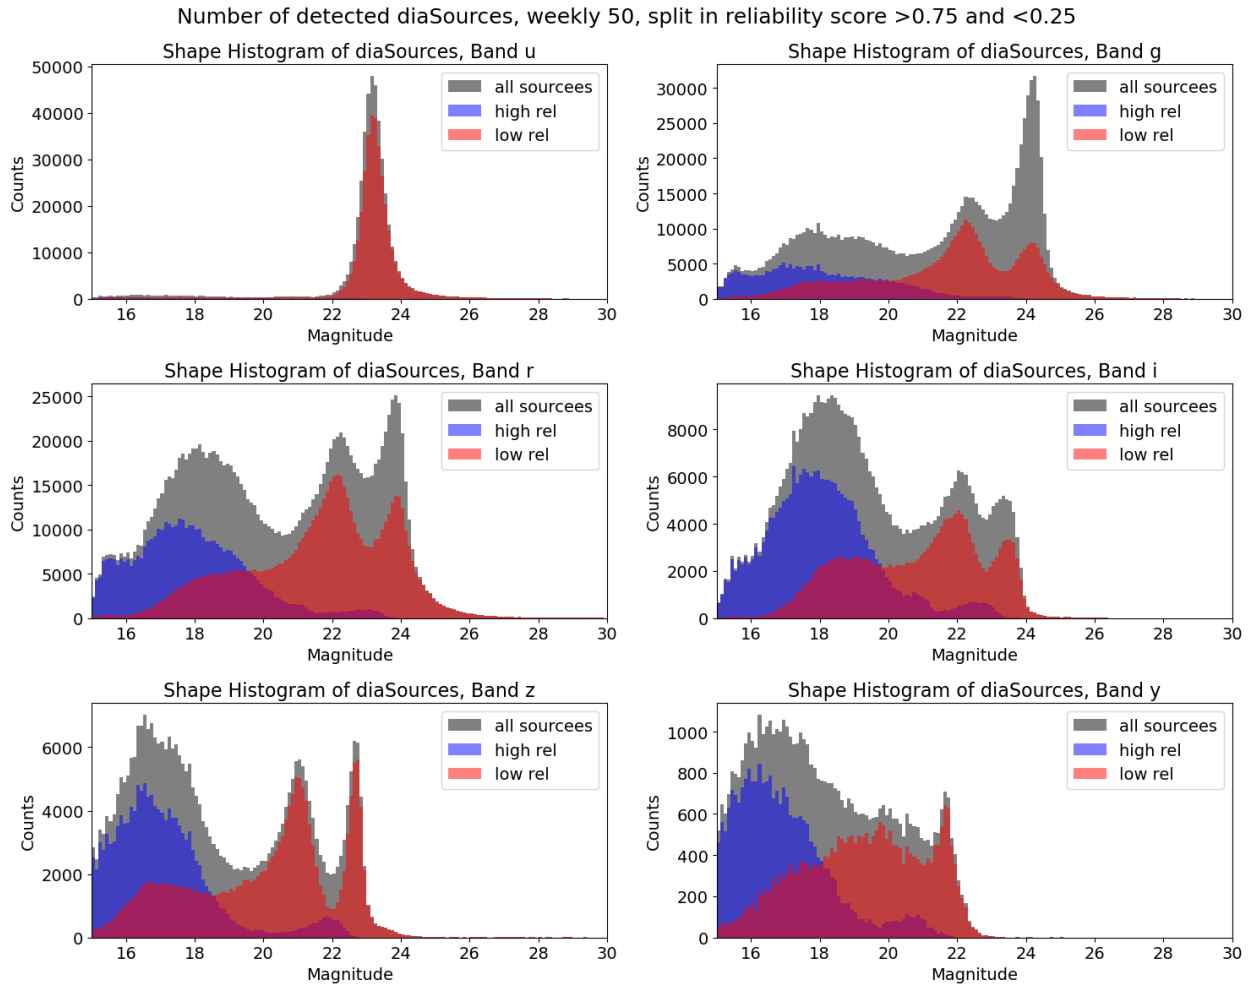 Number of detected diaSources, weekly 50, split in reliability score >0.75 and <0.25
Shape Histogram of diaSources, Band u
50000
40000
30000
20000
10000
0
Counts
16 18 20 22 24 26 28 30
Magnitude
all sourcees
high rel
low rel
Shape Histogram of diaSources, Band g
30000
25000
20000
15000
10000
5000
0
Counts
16 18 20 22 24 26 28 30
Magnitude
all sourcees
high rel
low rel
Shape Histogram of diaSources, Band r
25000
20000
15000
10000
5000
0
Counts
16 18 20 22 24 26 28 30
Magnitude
all sourcees
high rel
low rel
Shape Histogram of diaSources, Band i
8000
6000
4000
2000
0
Counts
16 18 20 22 24 26 28 30
Magnitude
all sourcees
high rel
low rel
Shape Histogram of diaSources, Band z
6000
4000
2000
0
Counts
16 18 20 22 24 26 28 30
Magnitude
all sourcees
high rel
low rel
Shape Histogram of diaSources, Band y
1000
800
600
400
200
0
Counts
16 18 20 22 24 26 28 30
Magnitude
all sourcees
high rel
low rel